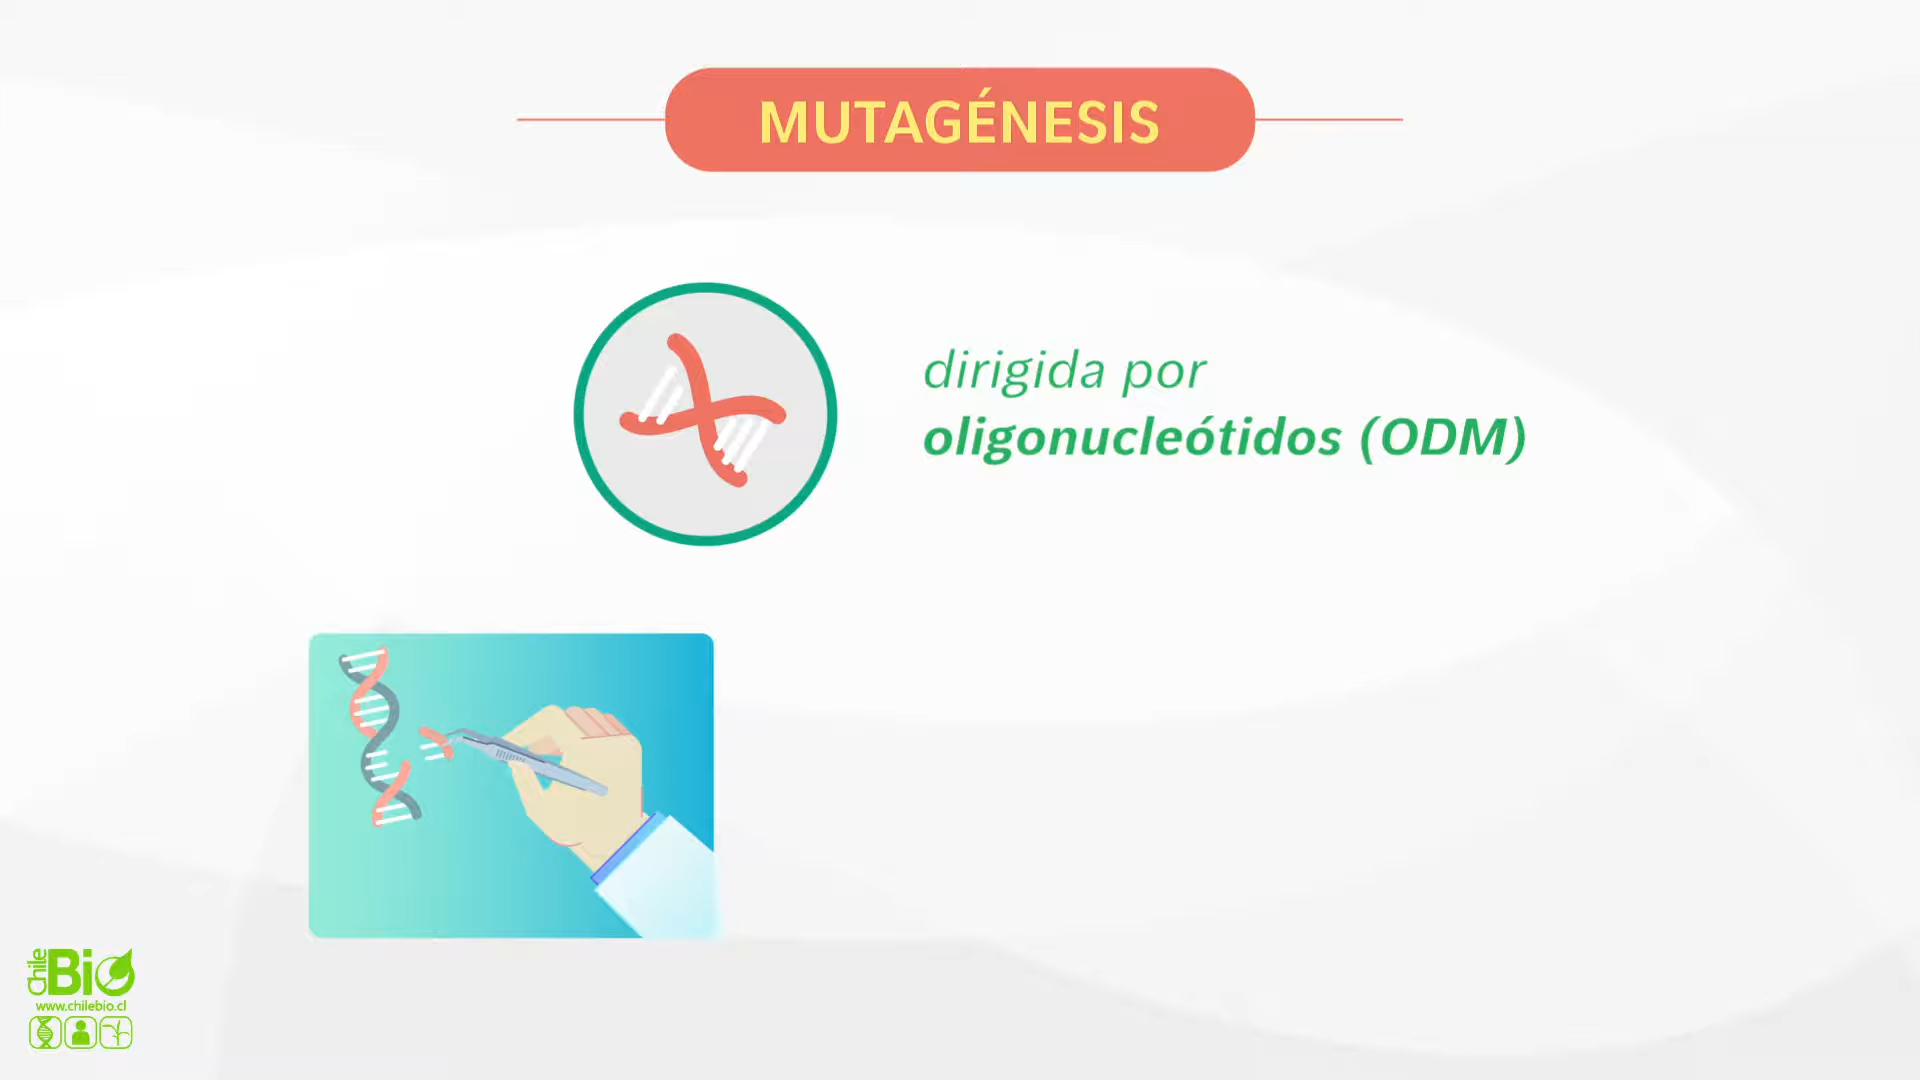 MUTAGÉNESIS
dirigida por
oligonucleótidos (ODM)
Chile
Bio
www.chilebio.cl